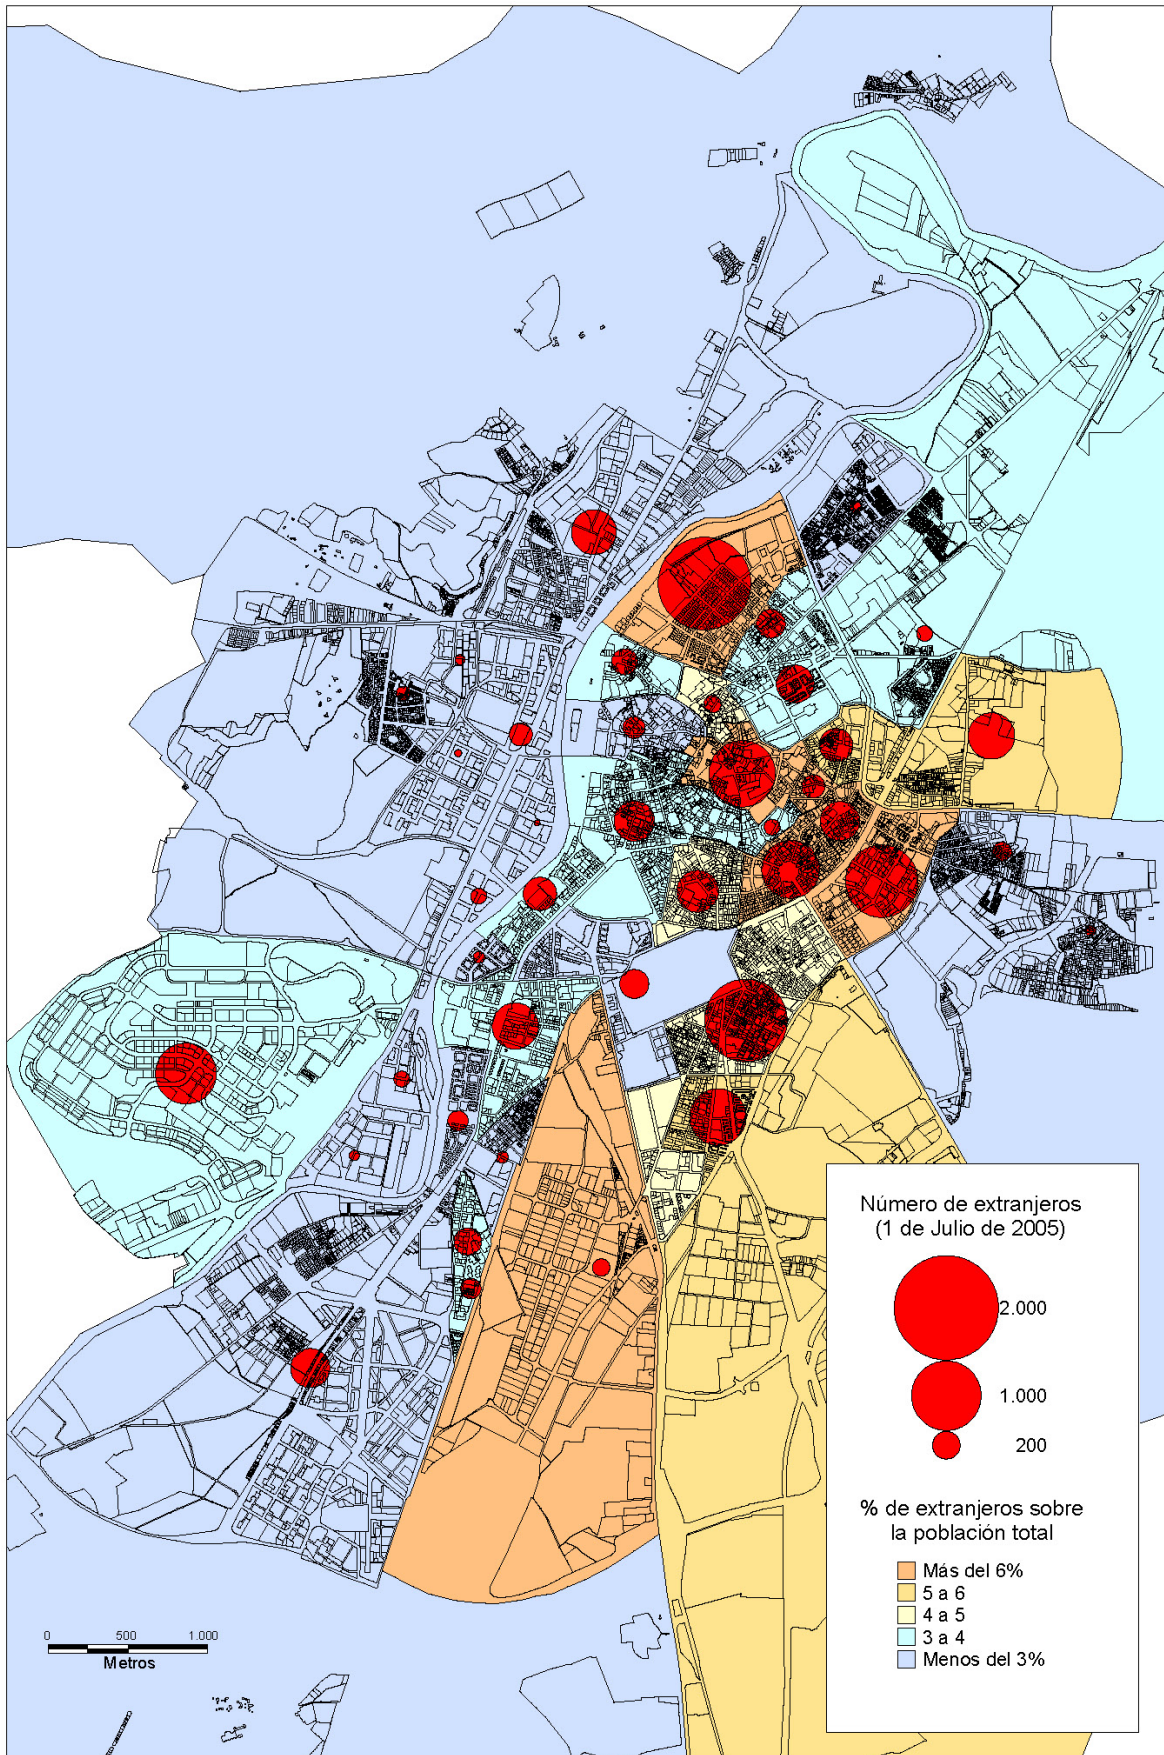 Número de extranjeros
(1 de Julio de 2005)
2.000
1.000
200
% de extranjeros sobre
la población total
Más del 6%
5 a 6
4 a 5
3 a 4
Menos del 3%
0 500 1.000
Metros